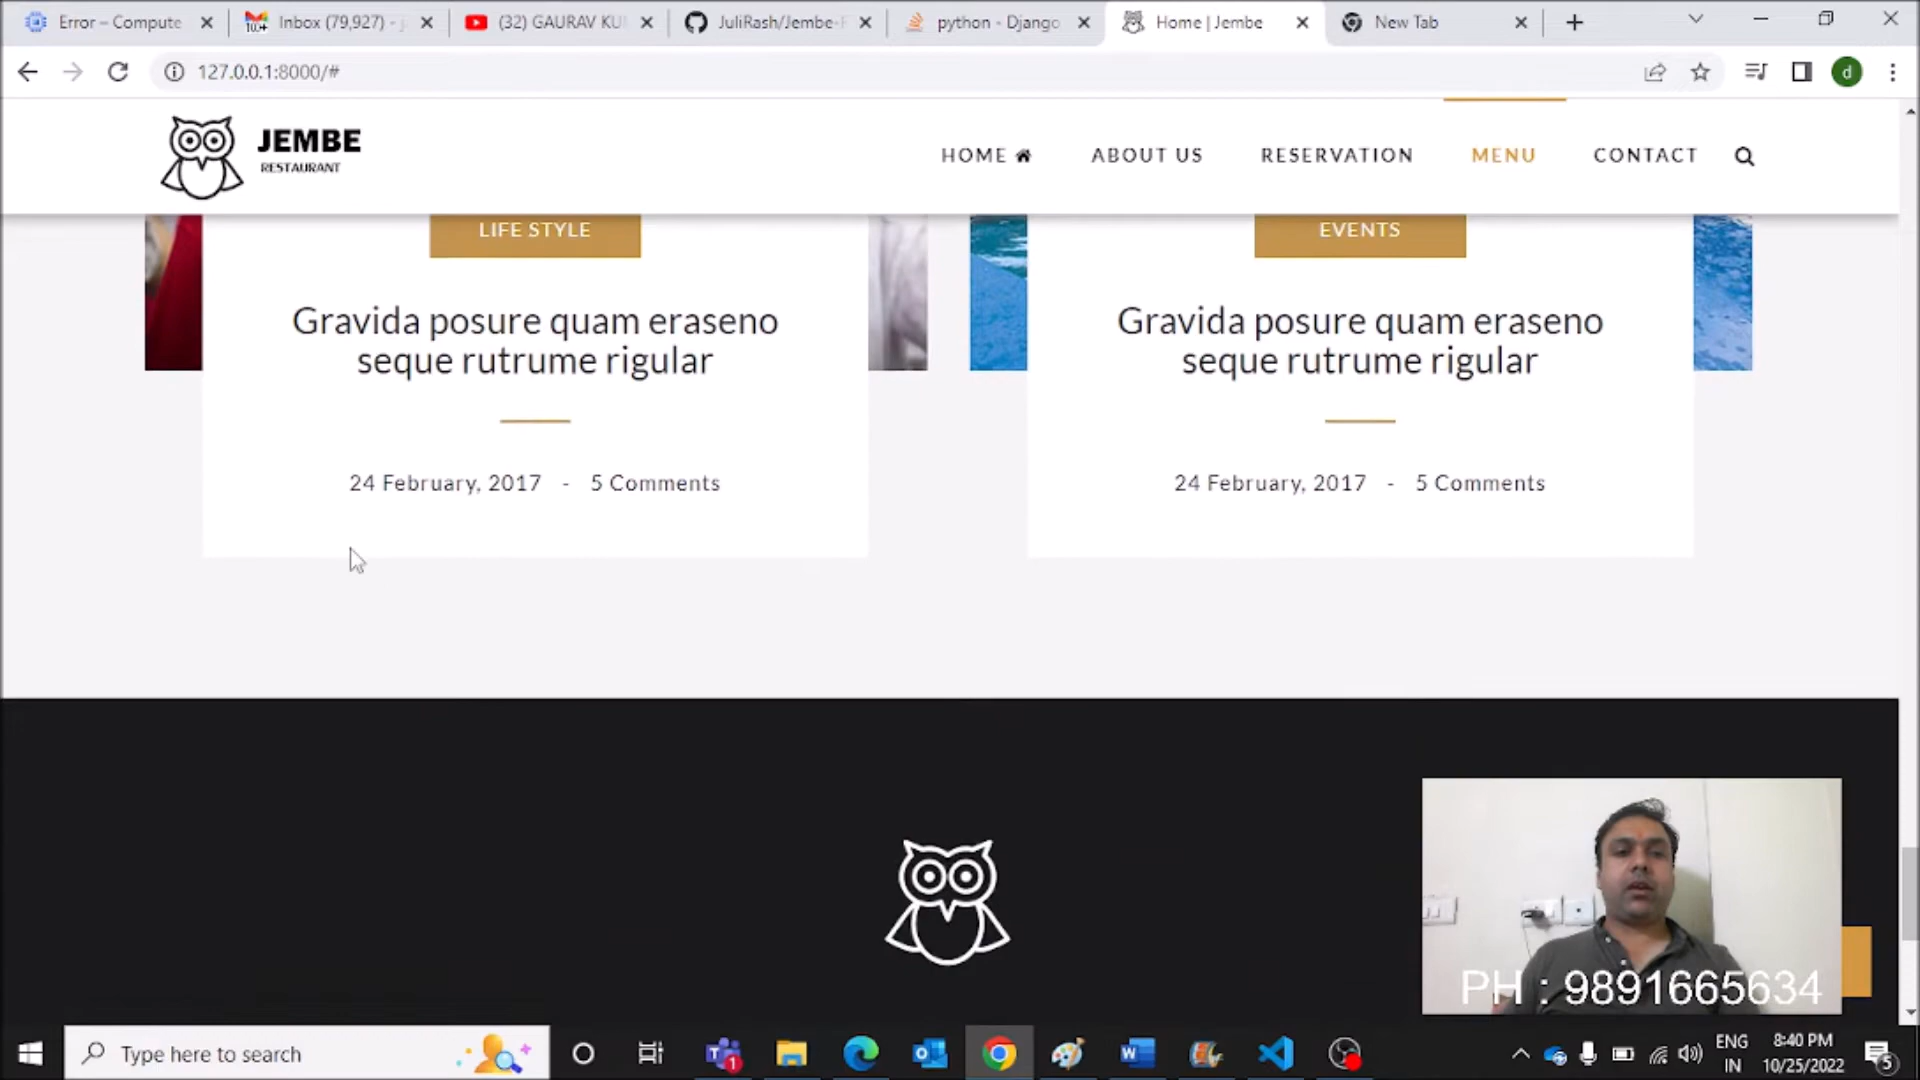 Error – Compute
Inbox (79,927) -
(32) GAURAV KU
JuliRash/Jembe-
python - Django
Home | Jembe
New Tab
127.0.0.1:8000/#
JEMBE
RESTAURANT
HOME
ABOUT US
RESERVATION
MENU
CONTACT
LIFE STYLE
EVENTS
Gravida posure quam eraseno
seque rutrume rigular
Gravida posure quam eraseno
seque rutrume rigular
24 February, 2017 - 5 Comments
24 February, 2017 - 5 Comments
PH : 9891665634
Type here to search
ENG
IN
8:40 PM
10/25/2022